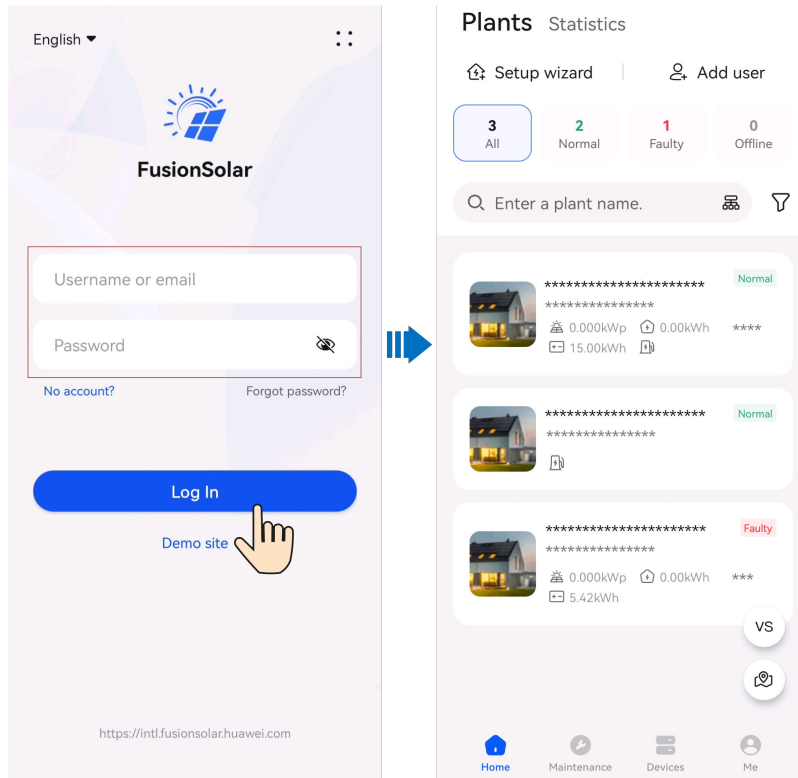 English
FusionSolar
Username or email
Password
No account?
Forgot password?
Log In
Demo site
https://intl.fusionsolar.huawei.com
Plants Statistics
Setup wizard
Add user
3
All
2
Normal
1
Faulty
0
Offline
Enter a plant name.
**********************
Normal
***************
0.000kWp 0.00kWh ****
15.00kWh
**********************
Normal
***************
**********************
Faulty
***************
0.000kWp 0.00kWh ***
5.42kWh
VS
Home Maintenance Devices Me